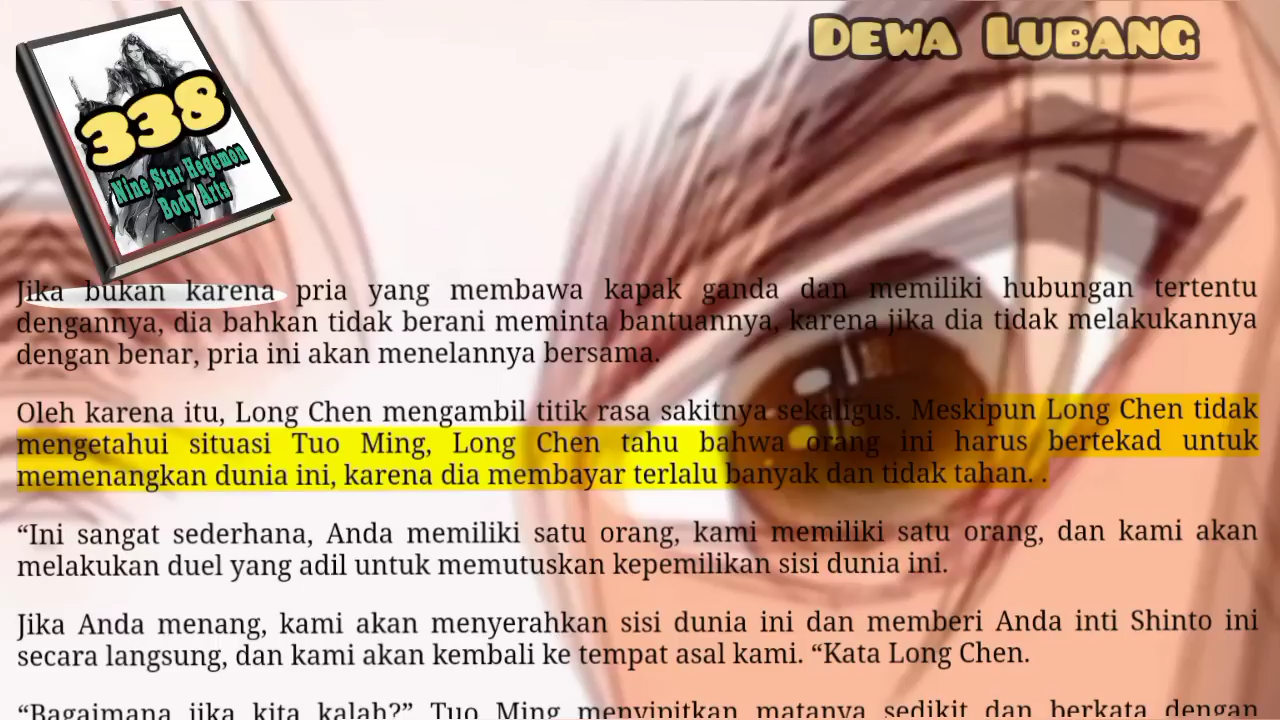 Dewa Lubang
338
Nine Star Hegemon
Body Arts
Jika bukan karena pria yang membawa kapak ganda dan memiliki hubungan tertentu
dengannya, dia bahkan tidak berani meminta bantuannya, karena jika dia tidak melakukannya
dengan benar, pria ini akan menelannya bersama.
Oleh karena itu, Long Chen mengambil titik rasa sakitnya sekaligus. Meskipun Long Chen tidak
mengetahui situasi Tuo Ming, Long Chen tahu bahwa orang ini harus bertekad untuk
memenangkan dunia ini, karena dia membayar terlalu banyak dan tidak tahan. .
“Ini sangat sederhana, Anda memiliki satu orang, kami memiliki satu orang, dan kami akan
melakukan duel yang adil untuk memutuskan kepemilikan sisi dunia ini.
Jika Anda menang, kami akan menyerahkan sisi dunia ini dan memberi Anda inti Shinto ini
secara langsung, dan kami akan kembali ke tempat asal kami. “Kata Long Chen.
“Bagaimana jika kita kalah?” Tuo Ming menyipitkan matanya sedikit dan berkata dengan